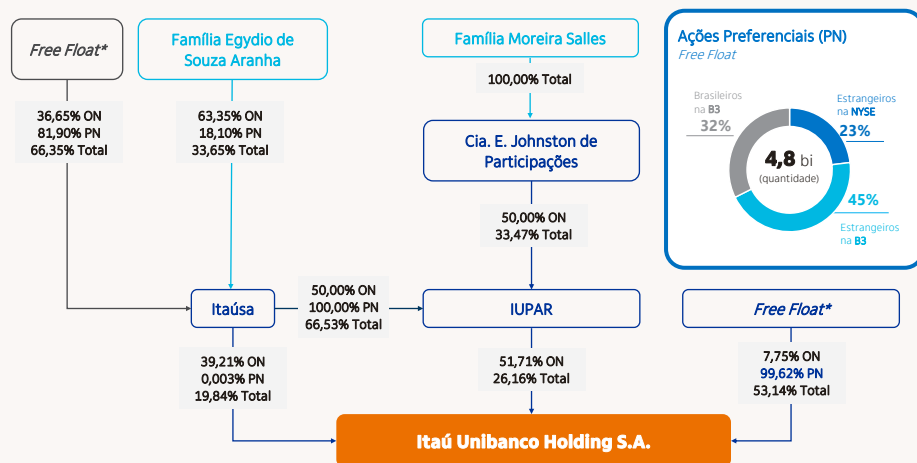 Free Float*
Família Egydio de
Souza Aranha
Família Moreira Salles
36,65% ON
81,90% PN
66,35% Total
63,35% ON
18,10% PN
33,65% Total
100,00% Total
Cia. E. Johnston de
Participações
50,00% ON
33,47% Total
Ações Preferenciais (PN)
Free Float
Brasileiros
na B3
32%
Estrangeiros
na NYSE
23%
4,8 bi
(quantidade)
45%
Estrangeiros
na B3
Itaúsa
50,00% ON
100,00% PN
66,53% Total
IUPAR
Free Float*
39,21% ON
0,003% PN
19,84% Total
51,71% ON
26,16% Total
7,75% ON
99,62% PN
53,14% Total
Itaú Unibanco Holding S.A.